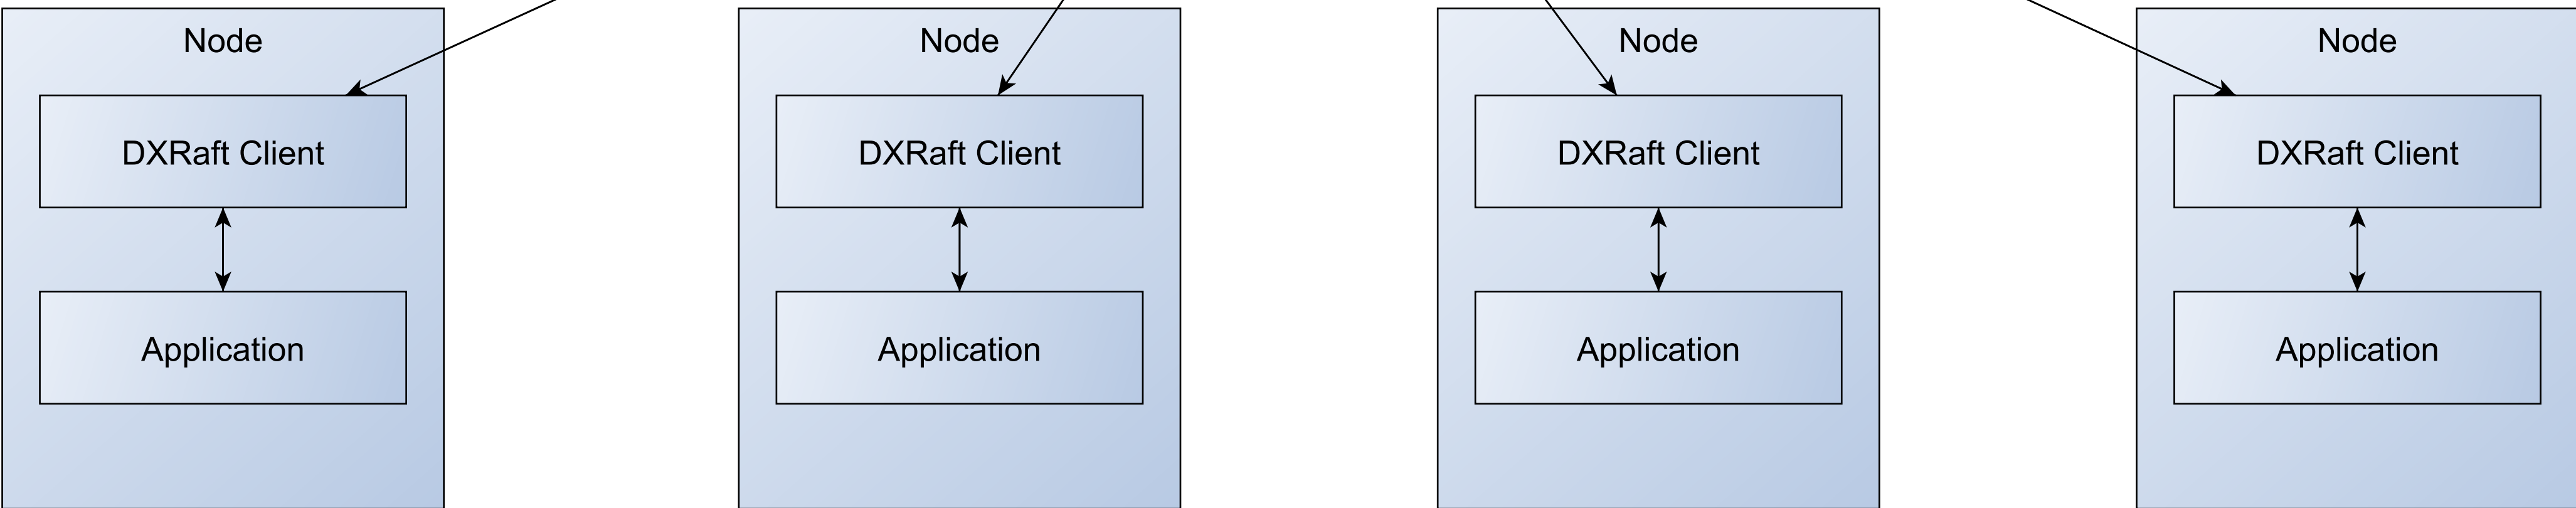 Node
DXRaft Client
Application
Node
DXRaft Client
Application
Node
DXRaft Client
Application
Node
DXRaft Client
Application